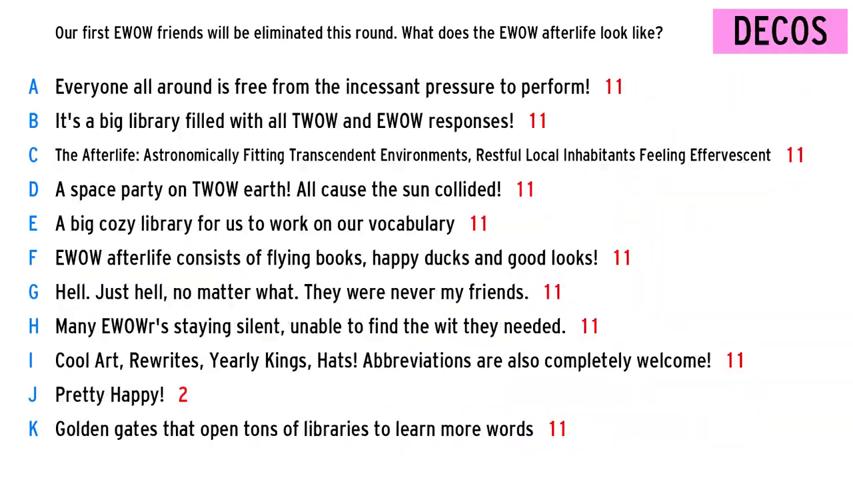 Our first EWOW friends will be eliminated this round. What does the EWOW afterlife look like?
DECOS
A Everyone all around is free from the incessant pressure to perform! 11
B It's a big library filled with all TWOW and EWOW responses! 11
C The Afterlife: Astronomically Fitting Transcendent Environments, Restful Local Inhabitants Feeling Effervescent 11
D A space party on TWOW earth! All cause the sun collided! 11
E A big cozy library for us to work on our vocabulary 11
F EWOW afterlife consists of flying books, happy ducks and good looks! 11
G Hell. Just hell, no matter what. They were never my friends. 11
H Many EWOWr's staying silent, unable to find the wit they needed. 11
I Cool Art, Rewrites, Yearly Kings, Hats! Abbreviations are also completely welcome! 11
J Pretty Happy! 2
K Golden gates that open tons of libraries to learn more words 11